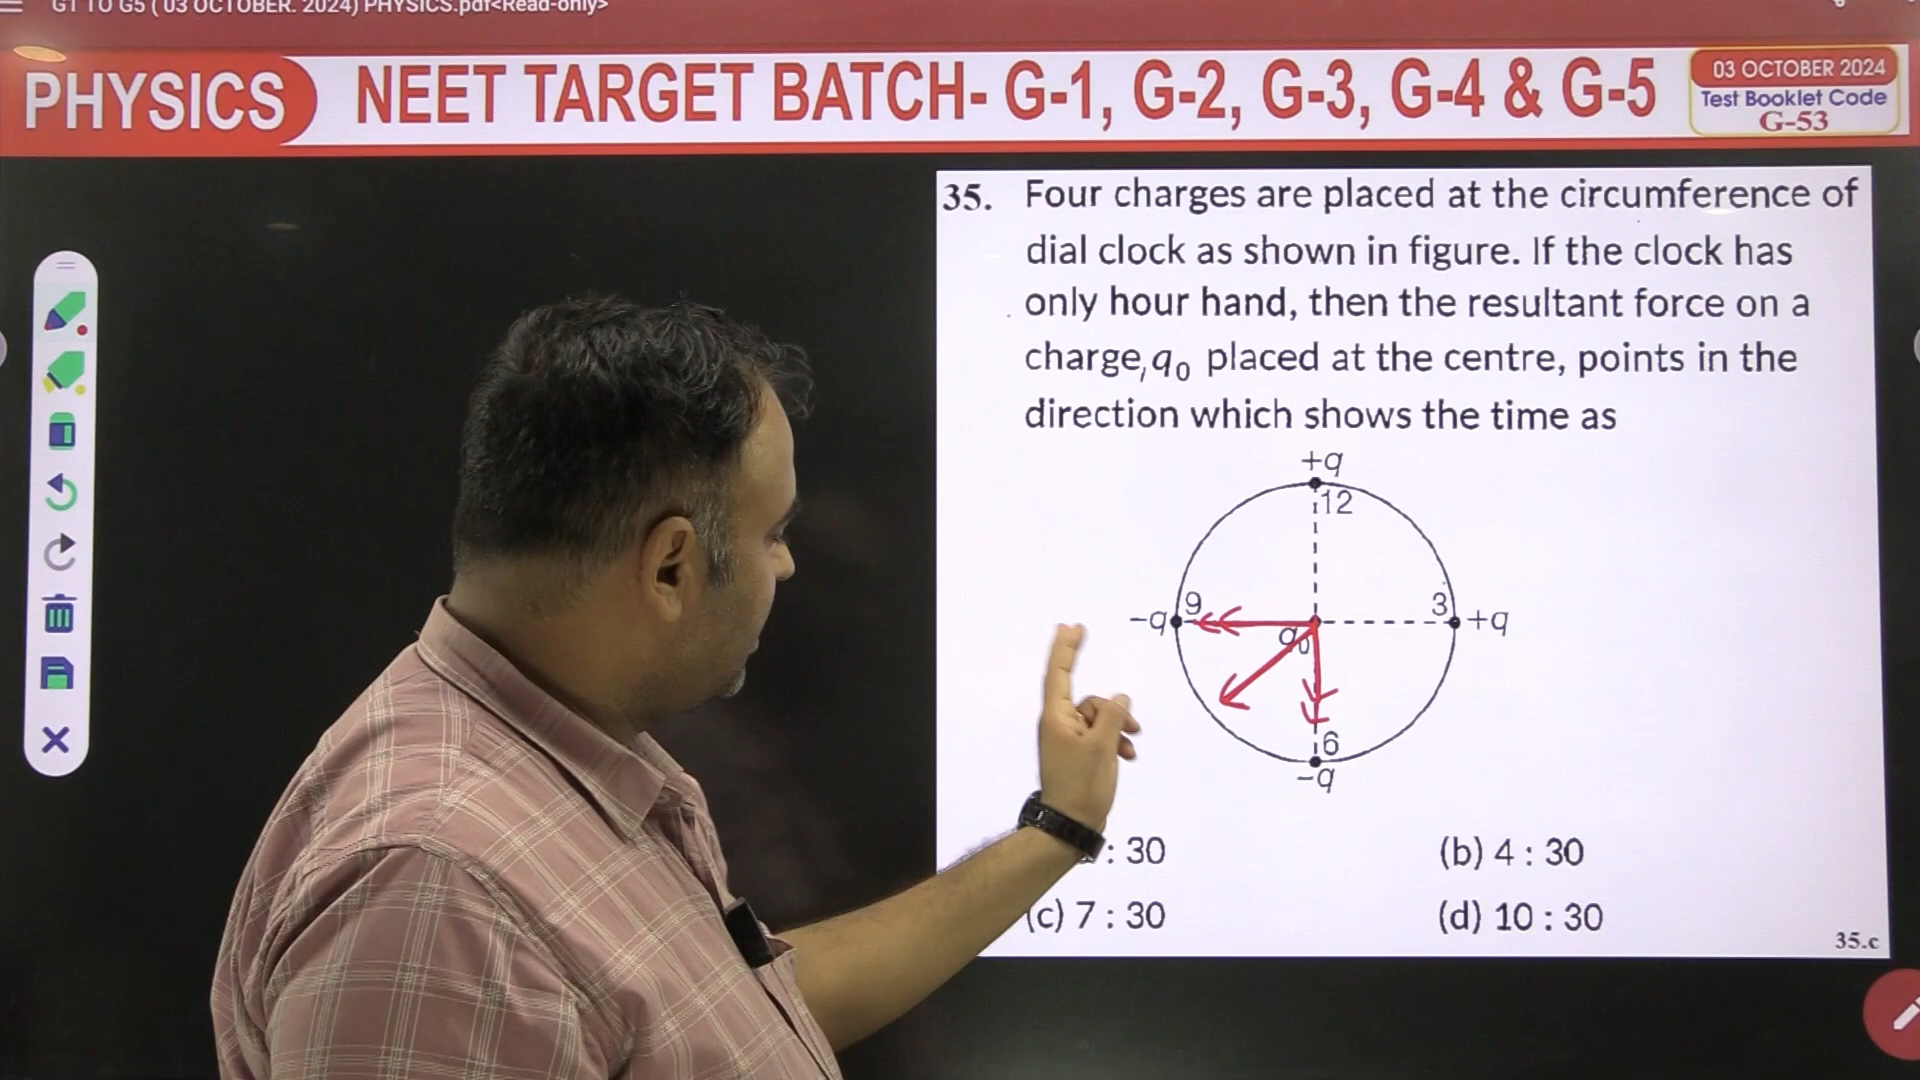 G1 TO G5 ( 03 OCTOBER. 2024) PHYSICS.pdf<Read-only>
PHYSICS
NEET TARGET BATCH- G-1, G-2, G-3, G-4 & G-5
03 OCTOBER 2024
Test Booklet Code
G-53
35. Four charges are placed at the circumference of
dial clock as shown in figure. If the clock has
only hour hand, then the resultant force on a
charge, q₀ placed at the centre, points in the
direction which shows the time as
+q
12
9
3
-q
+q
q₀
6
-q
: 30
(b) 4 : 30
(c) 7 : 30
(d) 10 : 30
35.c